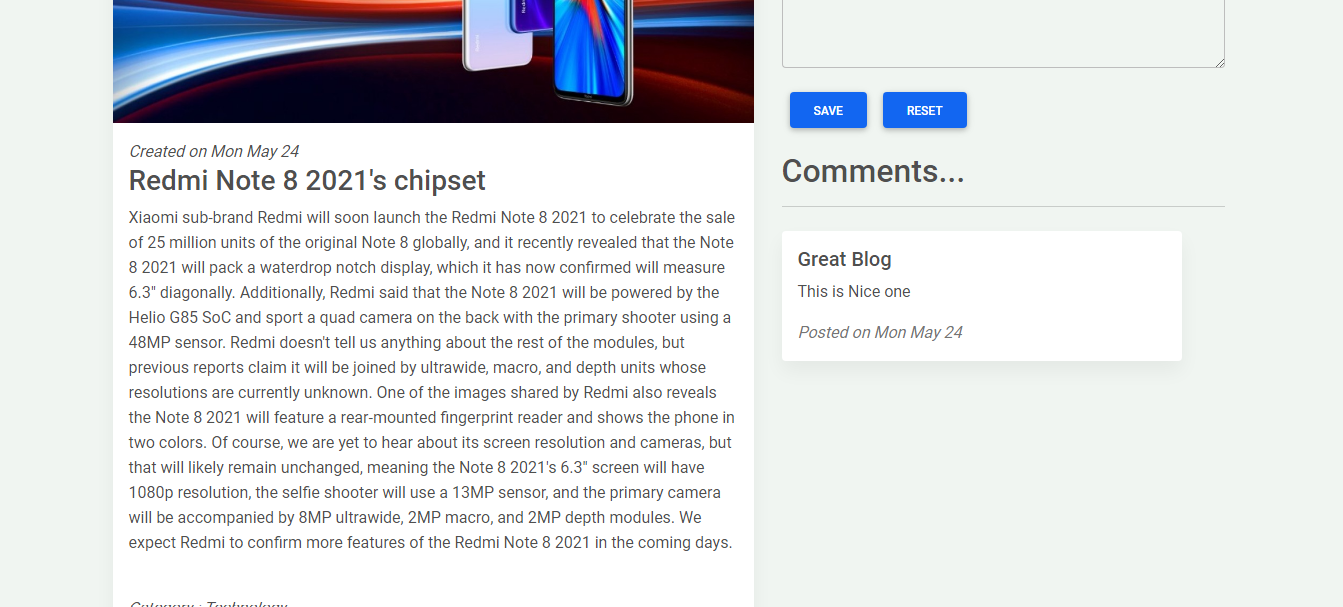 Created on Mon May 24
Redmi Note 8 2021's chipset
Xiaomi sub-brand Redmi will soon launch the Redmi Note 8 2021 to celebrate the sale
of 25 million units of the original Note 8 globally, and it recently revealed that the Note
8 2021 will pack a waterdrop notch display, which it has now confirmed will measure
6.3" diagonally. Additionally, Redmi said that the Note 8 2021 will be powered by the
Helio G85 SoC and sport a quad camera on the back with the primary shooter using a
48MP sensor. Redmi doesn't tell us anything about the rest of the modules, but
previous reports claim it will be joined by ultrawide, macro, and depth units whose
resolutions are currently unknown. One of the images shared by Redmi also reveals
the Note 8 2021 will feature a rear-mounted fingerprint reader and shows the phone in
two colors. Of course, we are yet to hear about its screen resolution and cameras, but
that will likely remain unchanged, meaning the Note 8 2021's 6.3" screen will have
1080p resolution, the selfie shooter will use a 13MP sensor, and the primary camera
will be accompanied by 8MP ultrawide, 2MP macro, and 2MP depth modules. We
expect Redmi to confirm more features of the Redmi Note 8 2021 in the coming days.
Category : Technology
SAVE RESET
Comments...
Great Blog
This is Nice one
Posted on Mon May 24